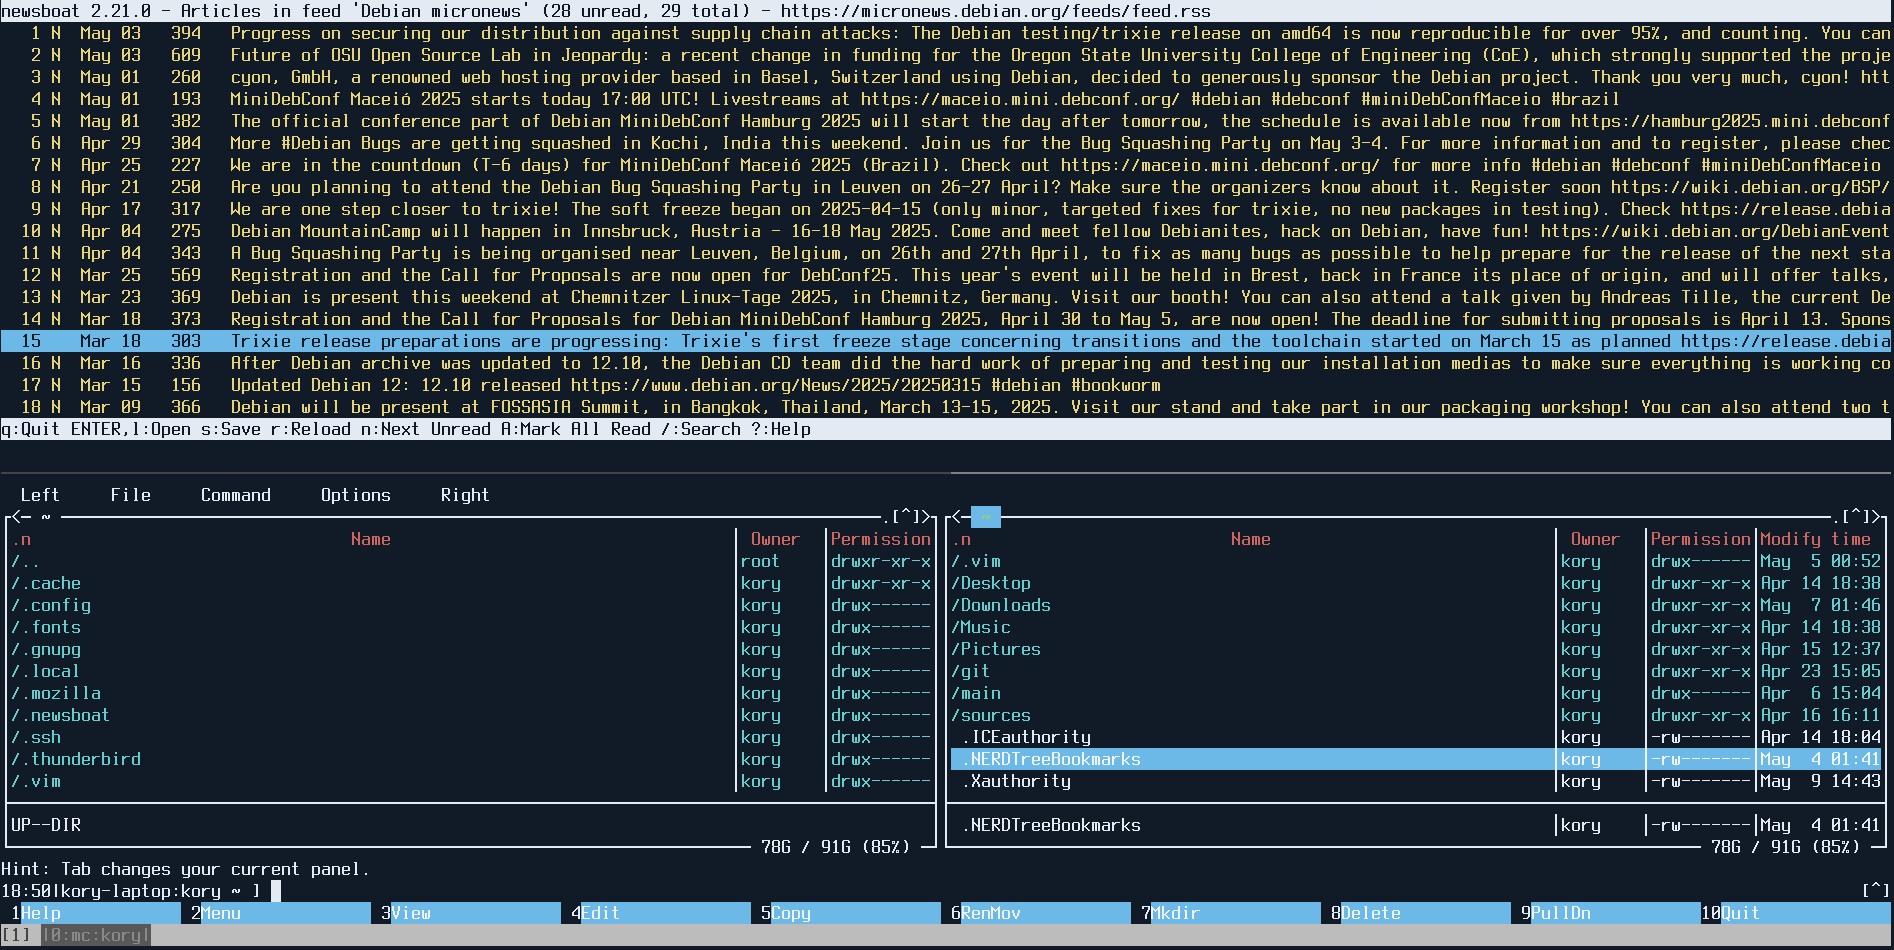 newsboat 2.21.0 - Articles in feed 'Debian micronews' (28 unread, 29 total) - https://micronews.debian.org/feeds/feed.rss
1 N May 03 394 Progress on securing our distribution against supply chain attacks: The Debian testing/trixie release on amd64 is now reproducible for over 95%, and counting. You can
2 N May 03 609 Future of OSU Open Source Lab in Jeopardy: a recent change in funding for the Oregon State University College of Engineering (CoE), which strongly supported the proje
3 N May 01 260 cyon, GmbH, a renowned web hosting provider based in Basel, Switzerland using Debian, decided to generously sponsor the Debian project. Thank you very much, cyon! htt
4 N May 01 193 MiniDebConf Maceió 2025 starts today 17:00 UTC! Livestreams at https://maceio.mini.debconf.org/ #debian #debconf #miniDebConfMaceio #brazil
5 N May 01 382 The official conference part of Debian MiniDebConf Hamburg 2025 will start the day after tomorrow, the schedule is available now from https://hamburg2025.mini.debconf
6 N Apr 29 304 More #Debian Bugs are getting squashed in Kochi, India this weekend. Join us for the Bug Squashing Party on May 3-4. For more information and to register, please chec
7 N Apr 25 227 We are in the countdown (T-6 days) for MiniDebConf Maceió 2025 (Brazil). Check out https://maceio.mini.debconf.org/ for more info #debian #debconf #miniDebConfMaceio
8 N Apr 21 250 Are you planning to attend the Debian Bug Squashing Party in Leuven on 26-27 April? Make sure the organizers know about it. Register soon https://wiki.debian.org/BSP/
9 N Apr 17 317 We are one step closer to trixie! The soft freeze began on 2025-04-15 (only minor, targeted fixes for trixie, no new packages in testing). Check https://release.debia
10 N Apr 04 275 Debian MountainCamp will happen in Innsbruck, Austria - 16-18 May 2025. Come and meet fellow Debianites, hack on Debian, have fun! https://wiki.debian.org/DebianEvent
11 N Apr 04 343 A Bug Squashing Party is being organised near Leuven, Belgium, on 26th and 27th April, to fix as many bugs as possible to help prepare for the release of the next sta
12 N Mar 25 569 Registration and the Call for Proposals are now open for DebConf25. This year's event will be held in Brest, back in France its place of origin, and will offer talks,
13 N Mar 23 369 Debian is present this weekend at Chemnitzer Linux-Tage 2025, in Chemnitz, Germany. Visit our booth! You can also attend a talk given by Andreas Tille, the current De
14 N Mar 18 373 Registration and the Call for Proposals for Debian MiniDebConf Hamburg 2025, April 30 to May 5, are now open! The deadline for submitting proposals is April 13. Spons
15 Mar 18 303 Trixie release preparations are progressing: Trixie's first freeze stage concerning transitions and the toolchain started on March 15 as planned https://release.debia
16 N Mar 16 336 After Debian archive was updated to 12.10, the Debian CD team did the hard work of preparing and testing our installation medias to make sure everything is working co
17 N Mar 15 156 Updated Debian 12: 12.10 released https://www.debian.org/News/2025/20250315 #debian #bookworm
18 N Mar 09 366 Debian will be present at FOSSASIA Summit, in Bangkok, Thailand, March 13-15, 2025. Visit our stand and take part in our packaging workshop! You can also attend two t
q:Quit ENTER,l:Open s:Save r:Reload n:Next Unread A:Mark All Read /:Search ?:Help
Left File Command Options Right
<─ ~ .[^]> <─ ~ .[^]>
.n Name Owner Permission .n Name Owner Permission Modify time
/.. root drwxr-xr-x /.vim kory drwx------ May 5 00:52
/.cache kory drwxr-xr-x /Desktop kory drwxr-xr-x Apr 14 18:38
/.config kory drwx------ /Downloads kory drwxr-xr-x May 7 01:46
/.fonts kory drwx------ /Music kory drwxr-xr-x Apr 14 18:38
/.gnupg kory drwx------ /Pictures kory drwxr-xr-x Apr 15 12:37
/.local kory drwx------ /git kory drwxr-xr-x Apr 23 15:05
/.mozilla kory drwx------ /main kory drwx------ Apr 6 15:04
/.newsboat kory drwx------ /sources kory drwxr-xr-x Apr 16 16:11
/.ssh kory drwx------ .ICEauthority kory -rw------- Apr 14 18:04
/.thunderbird kory drwx------ .NERDTreeBookmarks kory -rw------- May 4 01:41
/.vim kory drwx------ .Xauthority kory -rw------- May 9 14:43
UP--DIR .NERDTreeBookmarks kory -rw------- May 4 01:41
78G / 91G (85%) 78G / 91G (85%)
Hint: Tab changes your current panel.
18:50|kory-laptop:kory ~ ] [^]
1Help 2Menu 3View 4Edit 5Copy 6RenMov 7Mkdir 8Delete 9PullDn 10Quit
[1] |0:mc:kory|